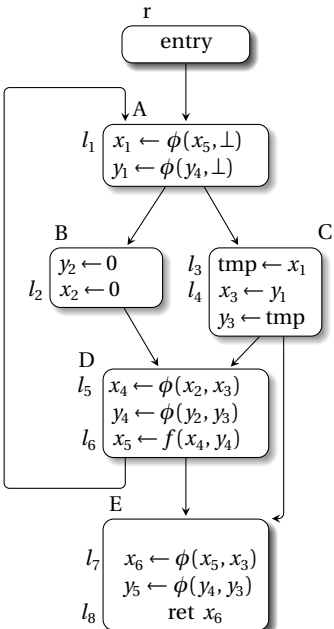 r
entry
A
l₁ x₁ ← ϕ(x₅,⊥)
y₁ ← ϕ(y₄,⊥)
B
y₂ ← 0
l₂ x₂ ← 0
C
l₃ tmp ← x₁
l₄ x₃ ← y₁
y₃ ← tmp
D
l₅ x₄ ← ϕ(x₂, x₃)
y₄ ← ϕ(y₂, y₃)
l₆ x₅ ← f(x₄, y₄)
E
l₇ x₆ ← ϕ(x₅, x₃)
y₅ ← ϕ(y₄, y₃)
l₈ ret x₆